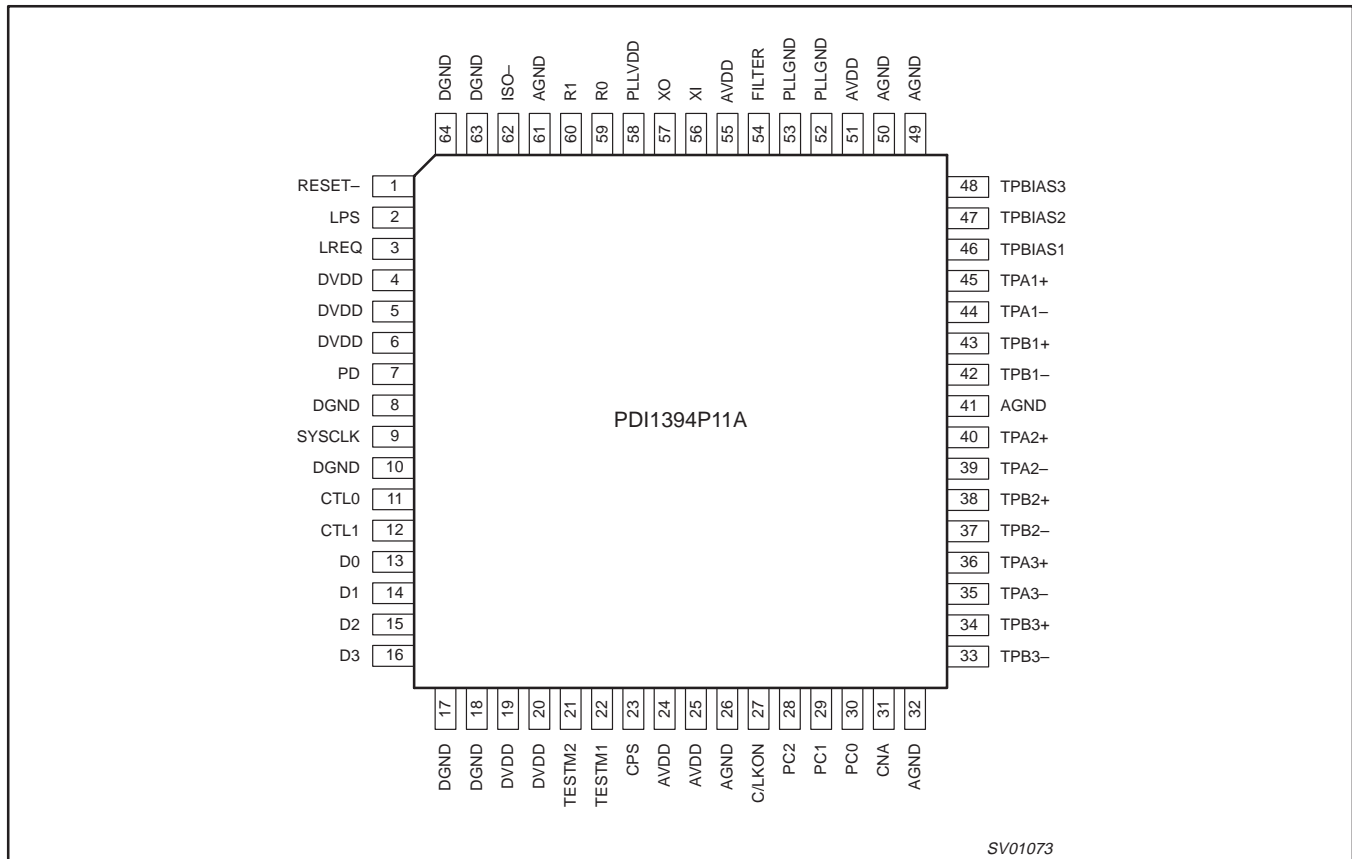 DGND DGND ISO– AGND R1 R0 PLLVDD XO XI AVDD FILTER PLLGND PLLGND AVDD AGND AGND
64 63 62 61 60 59 58 57 56 55 54 53 52 51 50 49
RESET– 1 48 TPBIAS3
LPS 2 47 TPBIAS2
LREQ 3 46 TPBIAS1
DVDD 4 45 TPA1+
DVDD 5 44 TPA1–
DVDD 6 43 TPB1+
PD 7 42 TPB1–
DGND 8 41 AGND
PDI1394P11A
SYSCLK 9 40 TPA2+
DGND 10 39 TPA2–
CTL0 11 38 TPB2+
CTL1 12 37 TPB2–
D0 13 36 TPA3+
D1 14 35 TPA3–
D2 15 34 TPB3+
D3 16 33 TPB3–
17 18 19 20 21 22 23 24 25 26 27 28 29 30 31 32
DGND DGND DVDD DVDD TESTM2 TESTM1 CPS AVDD AVDD AGND C/LKON PC2 PC1 PC0 CNA AGND
SV01073